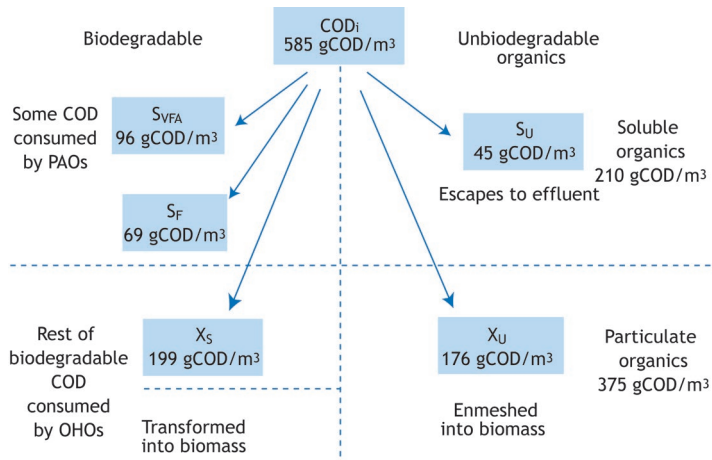 Biodegradable
CODi
585 gCOD/m3
Unbiodegradable
organics
Some COD
consumed
by PAOs
SVFA
96 gCOD/m3
SU
45 gCOD/m3
Soluble
organics
210 gCOD/m3
Escapes to effluent
SF
69 gCOD/m3
Rest of
biodegradable
COD
consumed
by OHOs
XS
199 gCOD/m3
XU
176 gCOD/m3
Particulate
organics
375 gCOD/m3
Transformed
into biomass
Enmeshed
into biomass